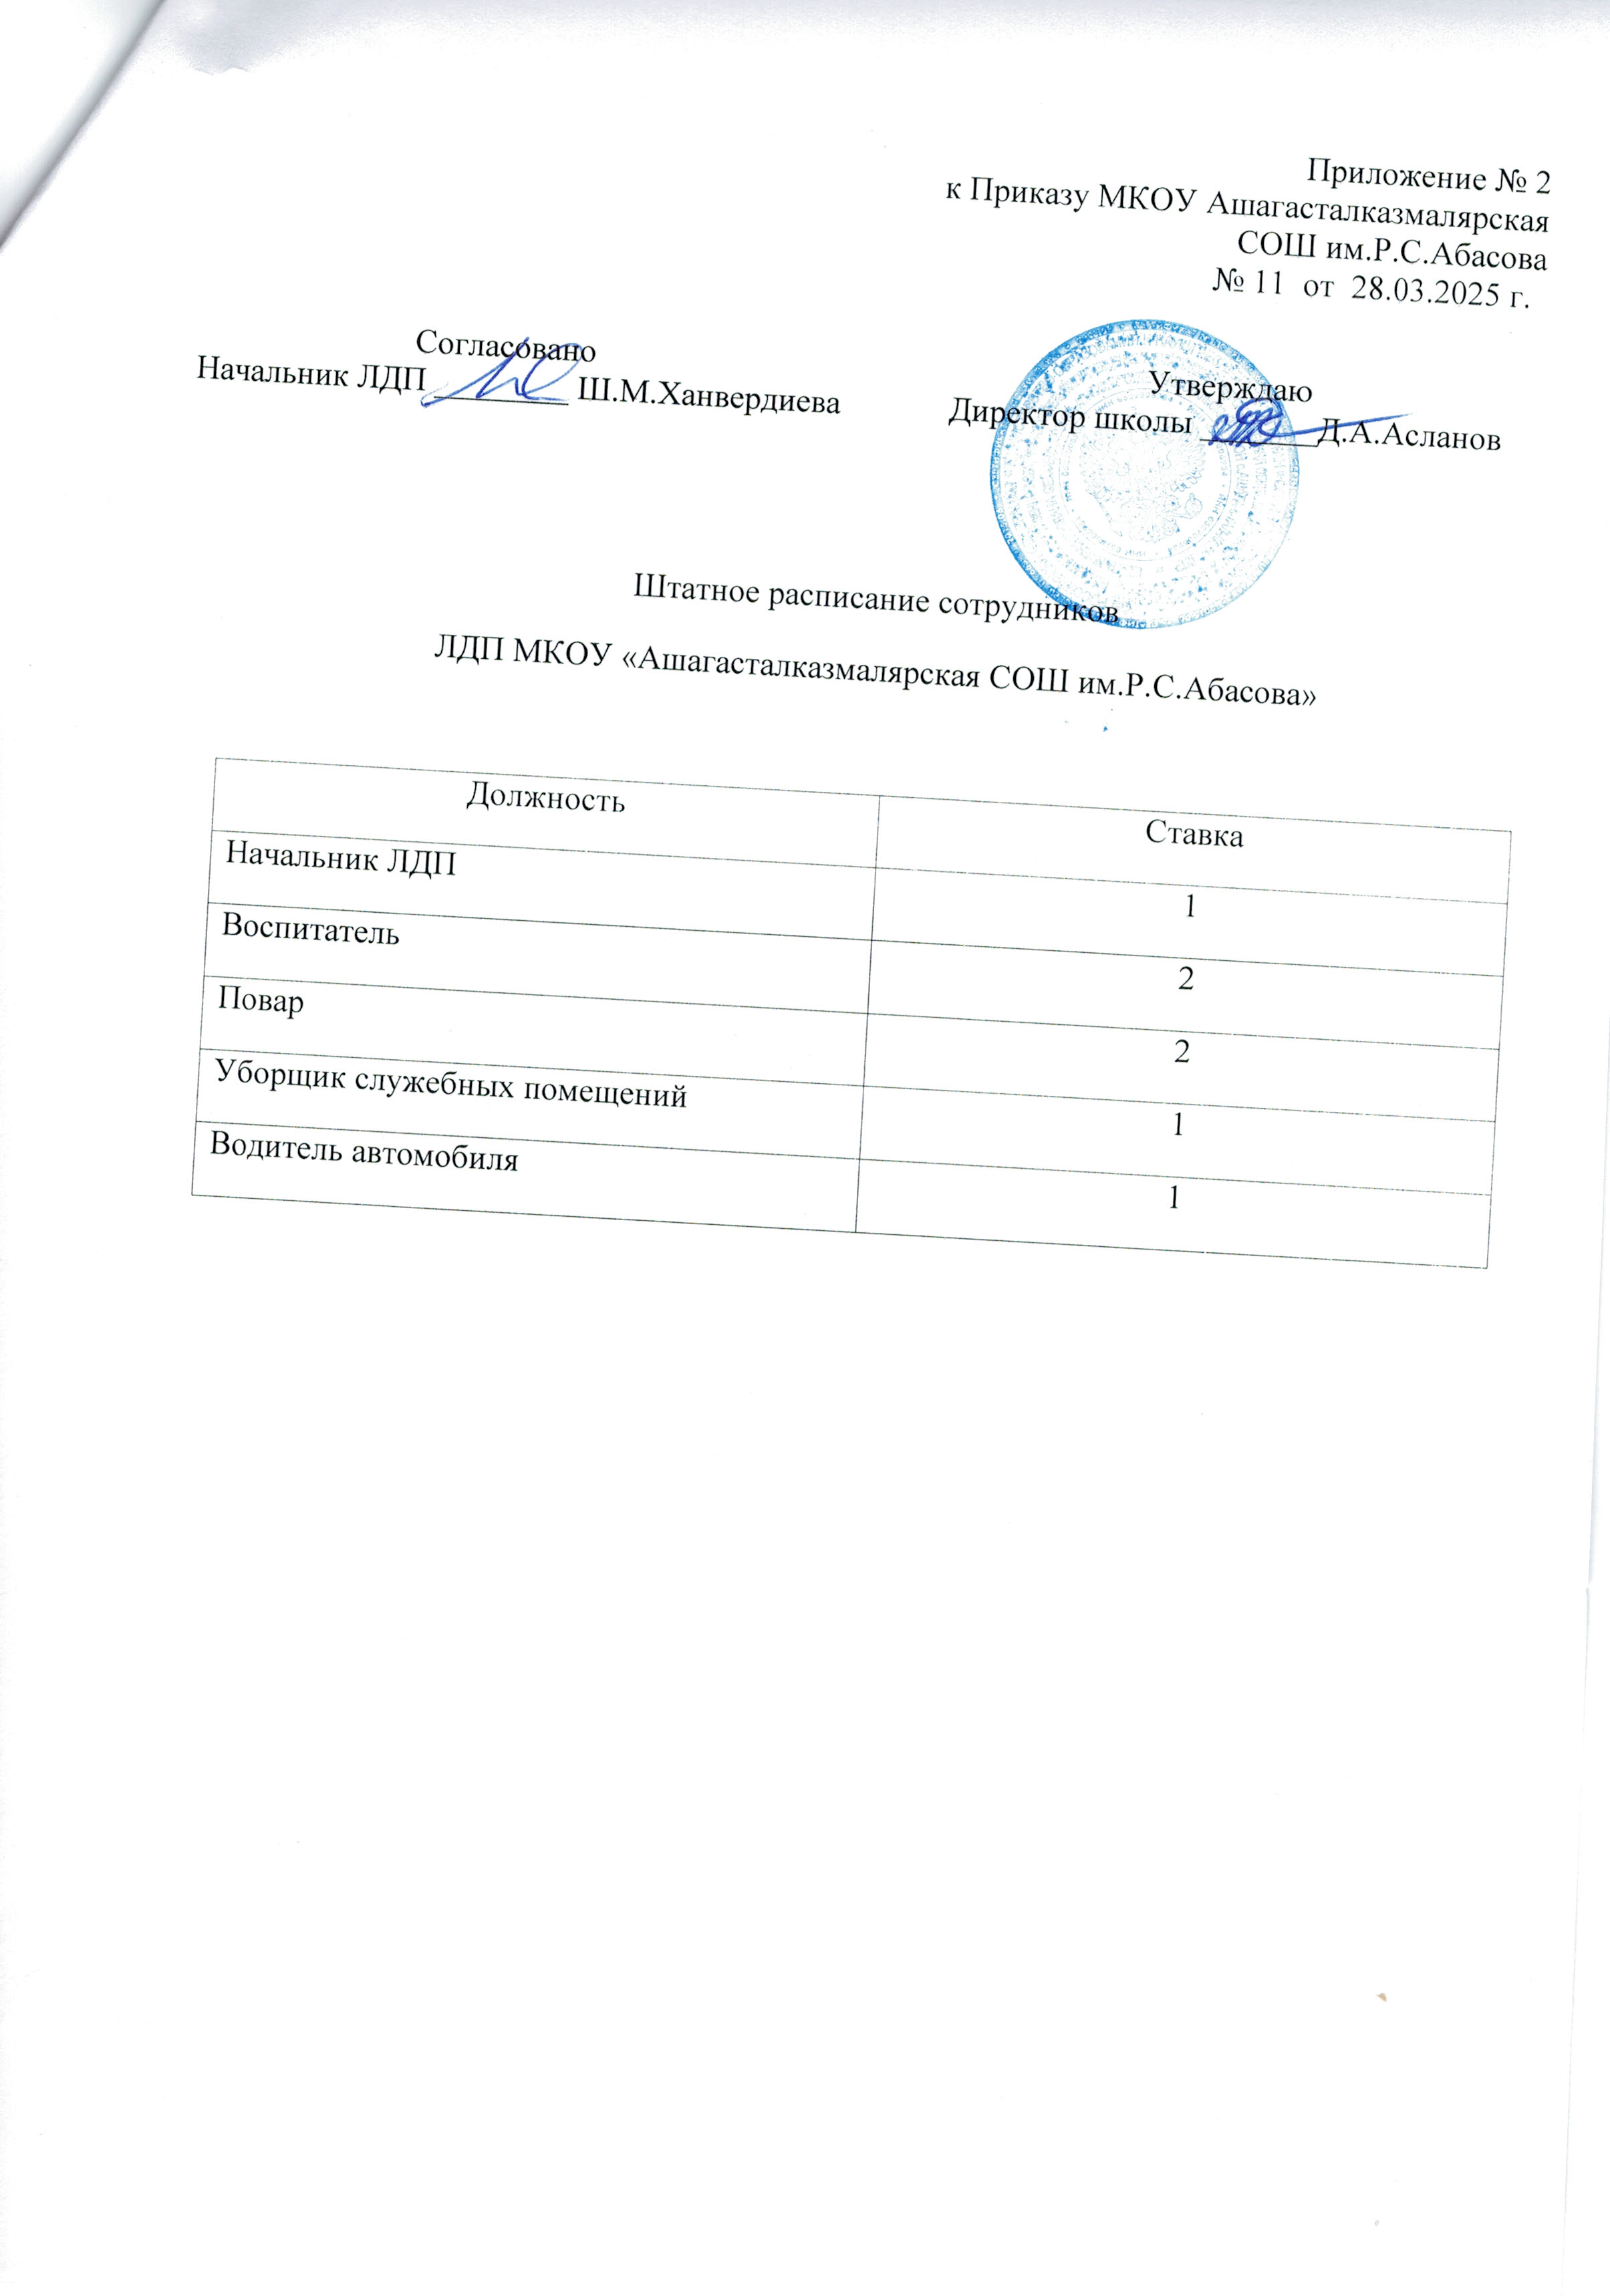 Приложение № 2
к Приказу МКОУ Ашагасталказмалярская
СОШ им.Р.С.Абасова
№ 11 от 28.03.2025 г.
Согласовано
Начальник ЛДП ________ Ш.М.Ханвердиева
Утверждаю
Директор школы _______Д.А.Асланов
Штатное расписание сотрудников
ЛДП МКОУ «Ашагасталказмалярская СОШ им.Р.С.Абасова»
Должность Ставка
Начальник ЛДП 1
Воспитатель 2
Повар 2
Уборщик служебных помещений 1
Водитель автомобиля 1